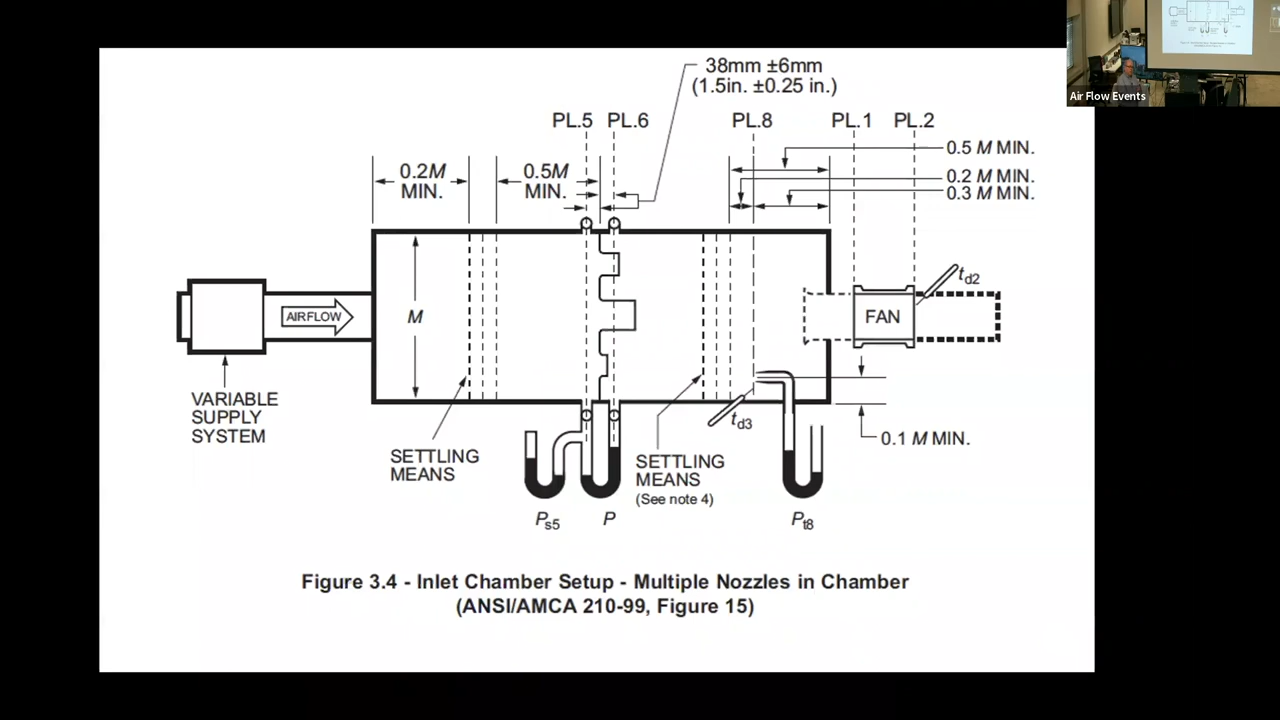 38mm ±6mm
(1.5in. ±0.25 in.)
PL.5
PL.6
PL.8
PL.1
PL.2
0.5 M MIN.
0.2 M MIN.
0.3 M MIN.
0.2M
MIN.
0.5M
MIN.
AIRFLOW
M
FAN
td2
VARIABLE
SUPPLY
SYSTEM
SETTLING
MEANS
td3
SETTLING
MEANS
(See note 4)
0.1 M MIN.
Ps5
P
Pt8
Figure 3.4 - Inlet Chamber Setup - Multiple Nozzles in Chamber
(ANSI/AMCA 210-99, Figure 15)
Air Flow Events